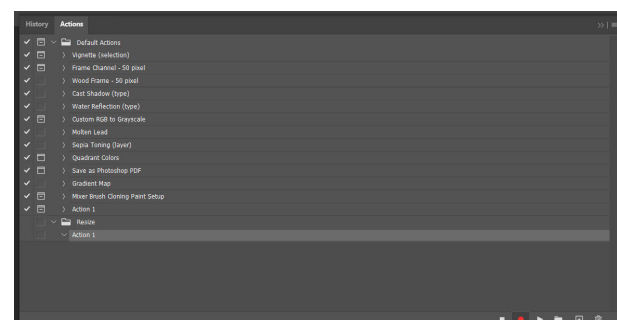 History Actions
Default Actions
Vignette (selection)
Frame Channel - 50 pixel
Wood Frame - 50 pixel
Cast Shadow (type)
Water Reflection (type)
Custom RGB to Grayscale
Molten Lead
Sepia Toning (layer)
Quadrant Colors
Save as Photoshop PDF
Gradient Map
Mixer Brush Cloning Paint Setup
Action 1
Resize
Action 1